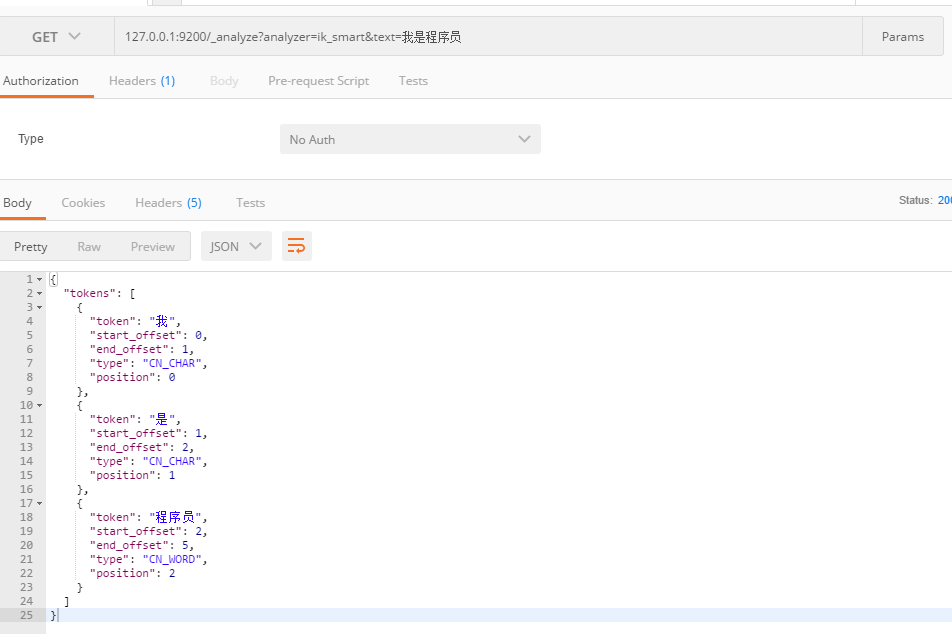 GET 127.0.0.1:9200/_analyze?analyzer=ik_smart&text=我是程序员 Params
Authorization Headers (1) Body Pre-request Script Tests
Type No Auth
Body Cookies Headers (5) Tests Status: 200
Pretty Raw Preview JSON
1 {
2 "tokens": [
3 {
4 "token": "我",
5 "start_offset": 0,
6 "end_offset": 1,
7 "type": "CN_CHAR",
8 "position": 0
9 },
10 {
11 "token": "是",
12 "start_offset": 1,
13 "end_offset": 2,
14 "type": "CN_CHAR",
15 "position": 1
16 },
17 {
18 "token": "程序员",
19 "start_offset": 2,
20 "end_offset": 5,
21 "type": "CN_WORD",
22 "position": 2
23 }
24 ]
25 }